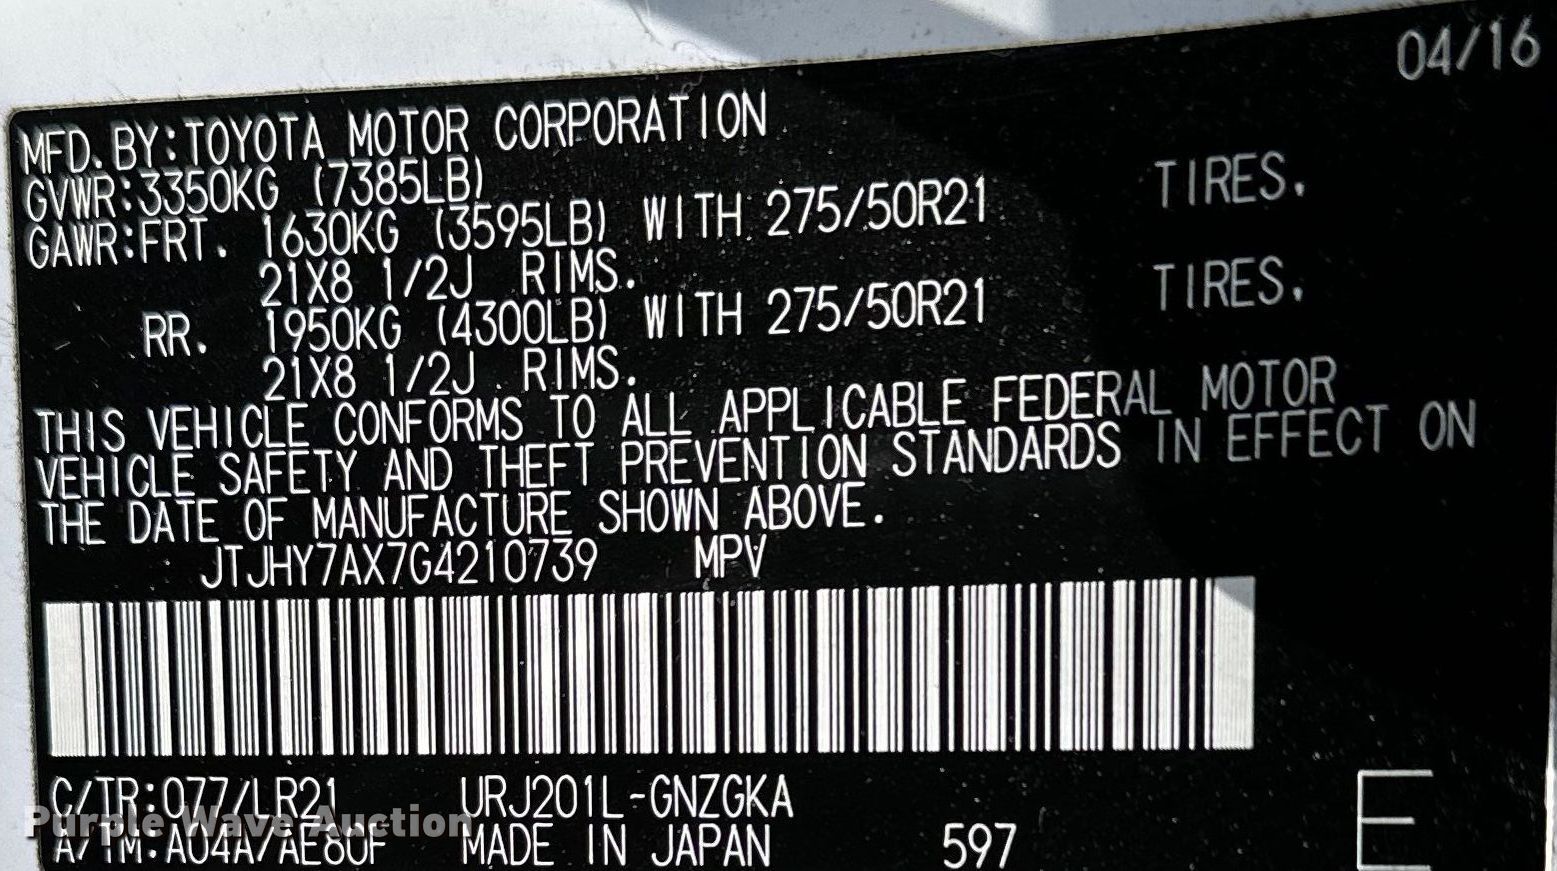 04/16
MFD. BY:TOYOTA MOTOR CORPORATION
GVWR:3350KG (7385LB)
GAWR:FRT. 1630KG (3595LB) WITH 275/50R21 TIRES.
21X8 1/2J RIMS.
RR. 1950KG (4300LB) WITH 275/50R21 TIRES.
21X8 1/2J RIMS.
THIS VEHICLE CONFORMS TO ALL APPLICABLE FEDERAL MOTOR
VEHICLE SAFETY AND THEFT PREVENTION STANDARDS IN EFFECT ON
THE DATE OF MANUFACTURE SHOWN ABOVE.
JTJHY7AX7G4210739 MPV
C/TR:077/LR21 URJ201L-GNZGKA
A/TM:A04A/AE80F MADE IN JAPAN 597 E
Purple Wave Auction